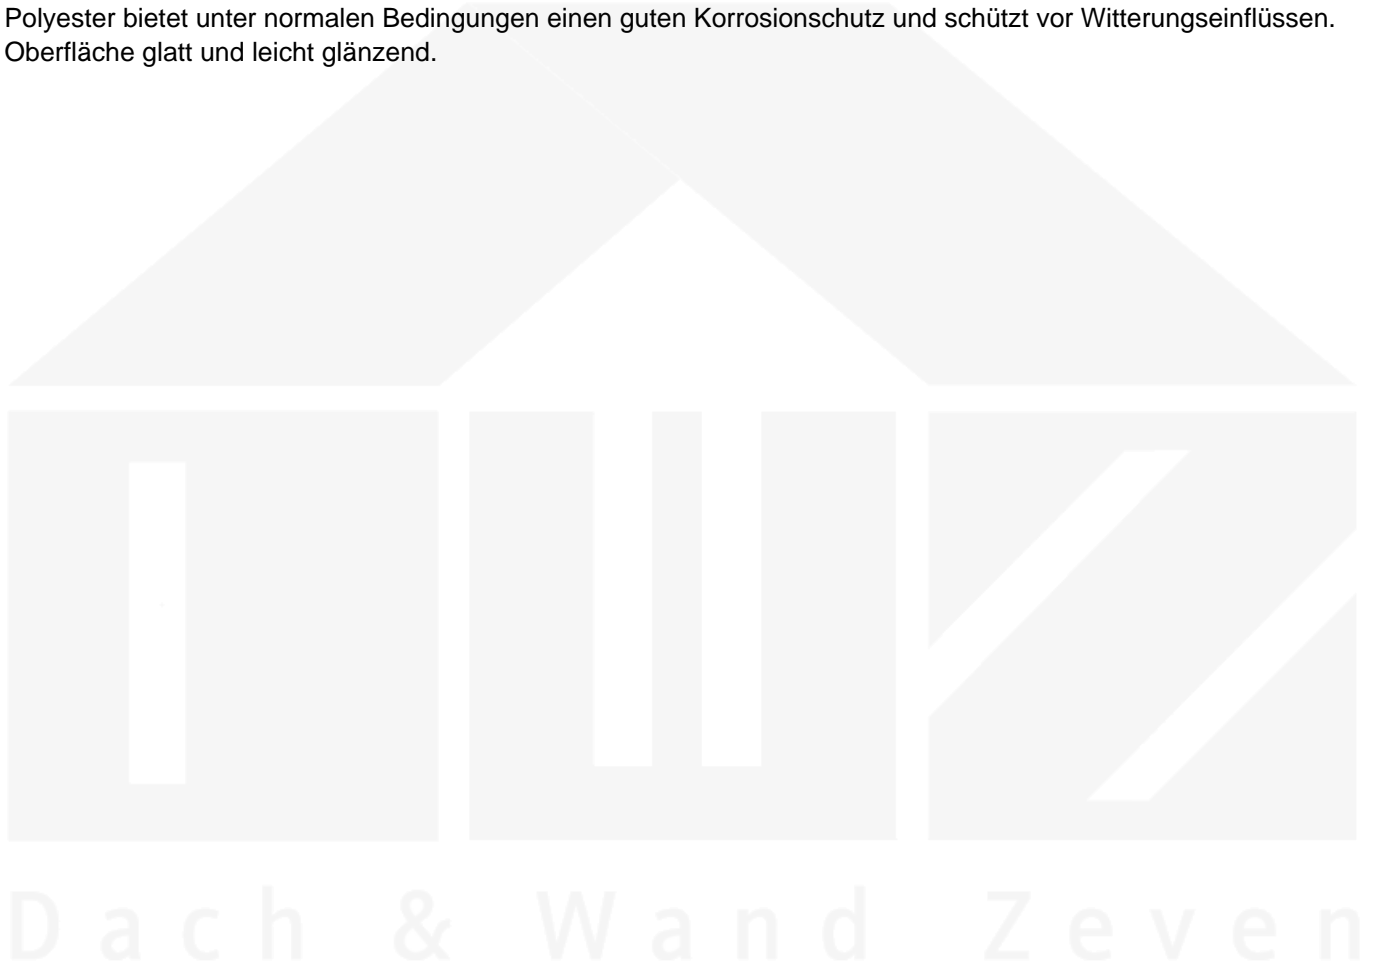 Polyester bietet unter normalen Bedingungen einen guten Korrosionschutz und schützt vor Witterungseinflüssen.
Oberfläche glatt und leicht glänzend.
Dach & Wand Zeven